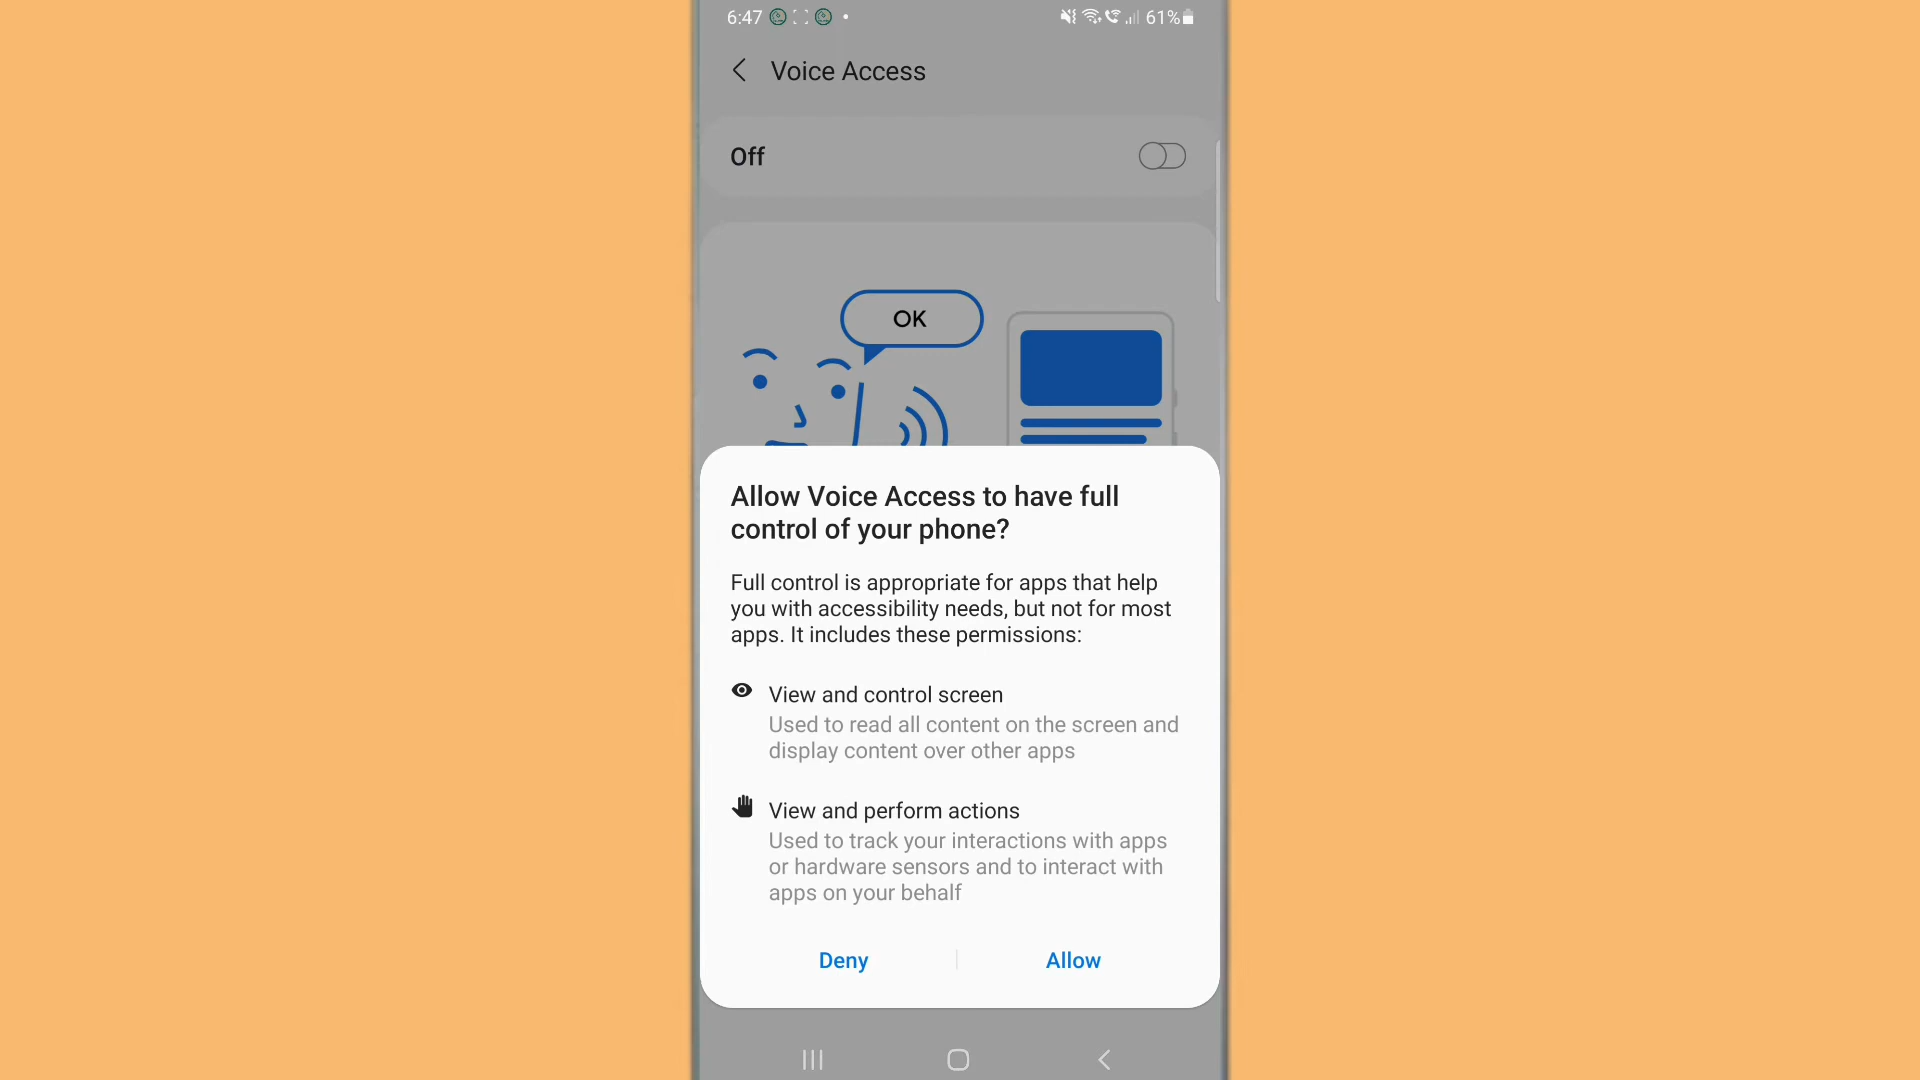 6:47
61%
Voice Access
Off
OK
Allow Voice Access to have full
control of your phone?
Full control is appropriate for apps that help
you with accessibility needs, but not for most
apps. It includes these permissions:
View and control screen
Used to read all content on the screen and
display content over other apps
View and perform actions
Used to track your interactions with apps
or hardware sensors and to interact with
apps on your behalf
Deny
Allow